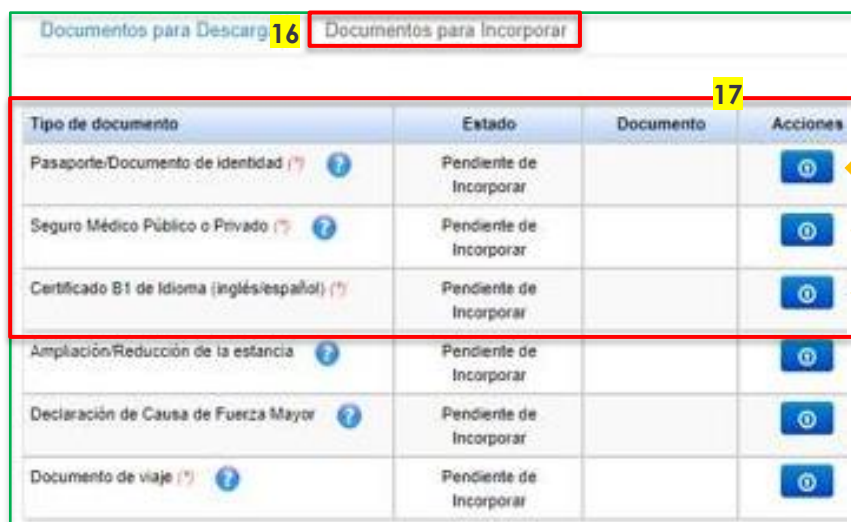 Documentos para Descarg 16 Documentos para Incorporar
17
Tipo de documento Estado Documento Acciones
Pasaporte/Documento de identidad (*) ? Pendiente de
Incorporar
Seguro Médico Público o Privado (*) ? Pendiente de
Incorporar
Certificado B1 de Idioma (inglés/español) (*) Pendiente de
Incorporar
Ampliación/Reducción de la estancia ? Pendiente de
Incorporar
Declaración de Causa de Fuerza Mayor ? Pendiente de
Incorporar
Documento de viaje (*) ? Pendiente de
Incorporar